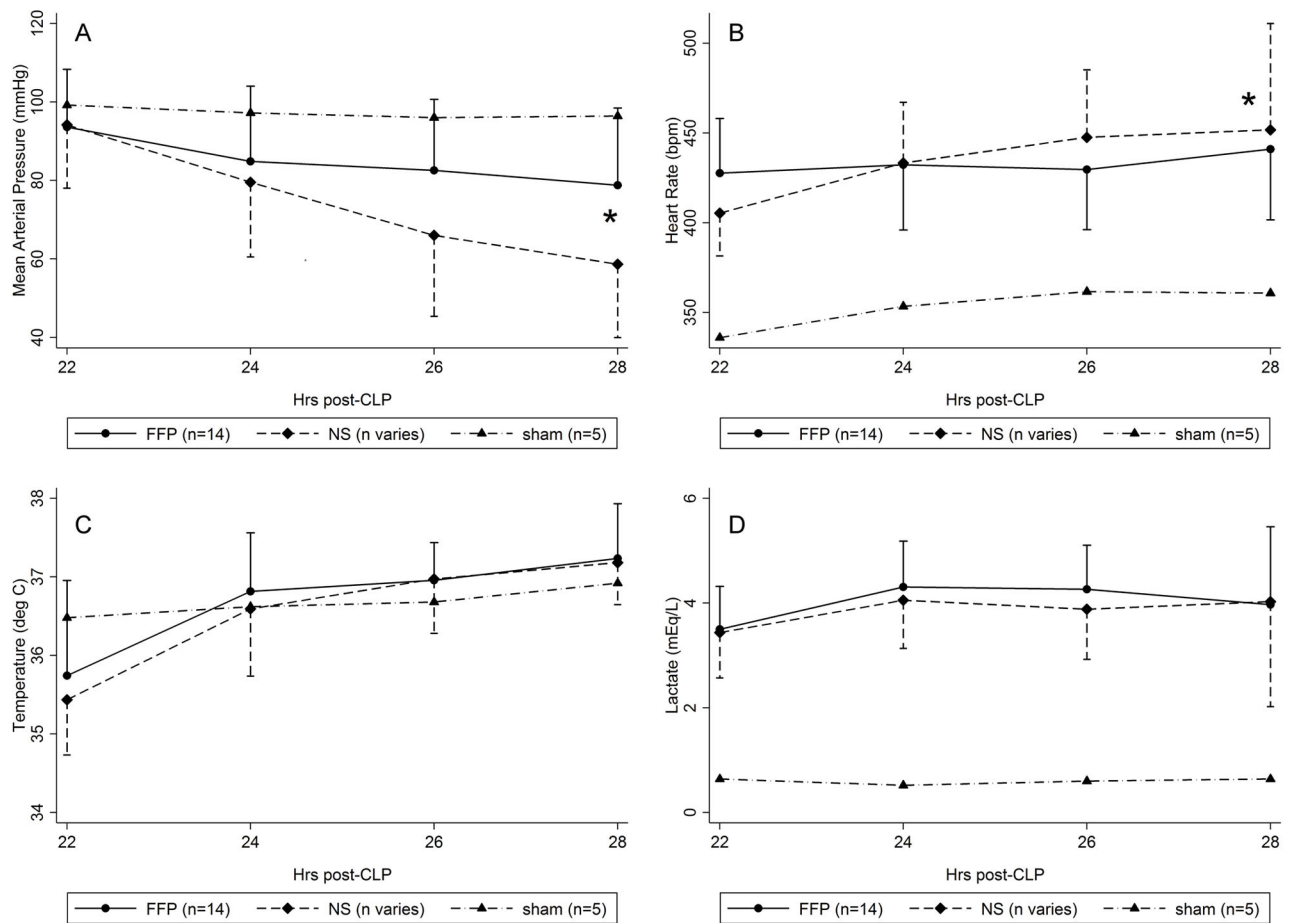 A
Mean Arterial Pressure (mmHg)
120
100
80
60
40
*
22 24 26 28
Hrs post-CLP
FFP (n=14) NS (n varies) sham (n=5)
B
Heart Rate (bpm)
500
450
400
350
*
22 24 26 28
Hrs post-CLP
FFP (n=14) NS (n varies) sham (n=5)
C
Temperature (deg C)
38
37
36
35
34
22 24 26 28
Hrs post-CLP
FFP (n=14) NS (n varies) sham (n=5)
D
Lactate (mEq/L)
6
4
2
0
22 24 26 28
Hrs post-CLP
FFP (n=14) NS (n varies) sham (n=5)